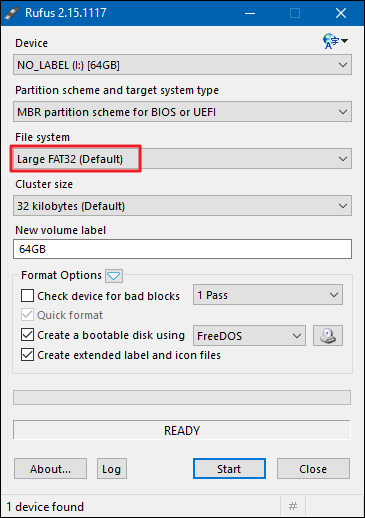 Rufus 2.15.1117
Device
NO_LABEL (I:) [64GB]
Partition scheme and target system type
MBR partition scheme for BIOS or UEFI
File system
Large FAT32 (Default)
Cluster size
32 kilobytes (Default)
New volume label
64GB
Format Options
Check device for bad blocks 1 Pass
Quick format
Create a bootable disk using FreeDOS
Create extended label and icon files
READY
About... Log Start Close
1 device found #